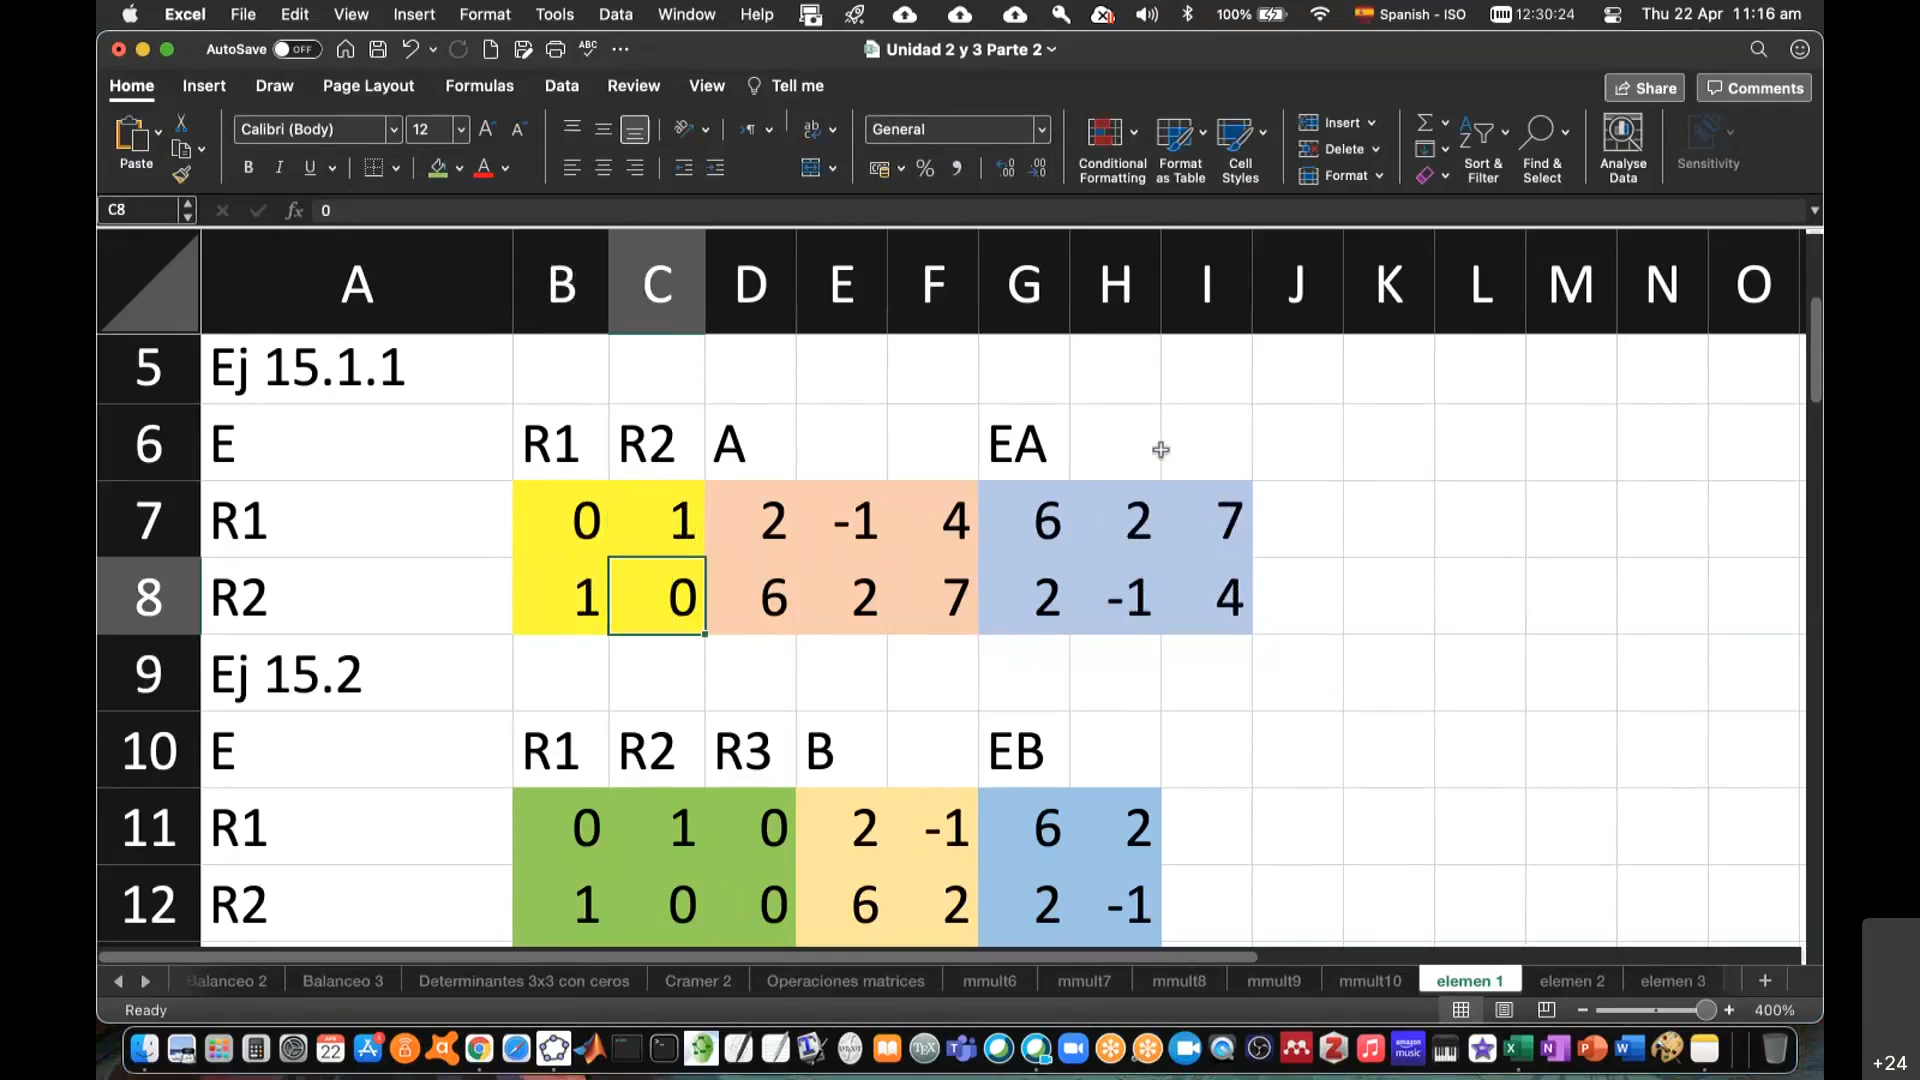 Excel File Edit View Insert Format Tools Data Window Help 100% Spanish - ISO 12:30:24 Thu 22 Apr 11:16 am
AutoSave OFF ABC Unidad 2 y 3 Parte 2
Home Insert Draw Page Layout Formulas Data Review View Tell me Share Comments
Paste Calibri (Body) 12 General
B I U
Conditional Formatting
Format as Table
Cell Styles
Insert
Delete
Format
Sort & Filter
Find & Select
Analyse Data
Sensitivity
C8 fx 0
A B C D E F G H I J K L M N O
5 Ej 15.1.1
6 E R1 R2 A EA
7 R1 0 1 2 -1 4 6 2 7
8 R2 1 0 6 2 7 2 -1 4
9 Ej 15.2
10 E R1 R2 R3 B EB
11 R1 0 1 0 2 -1 6 2
12 R2 1 0 0 6 2 2 -1
Balanceo 2 Balanceo 3 Determinantes 3x3 con ceros Cramer 2 Operaciones matrices mmult6 mmult7 mmult8 mmult9 mmult10 elemen 1 elemen 2 elemen 3 +
Ready 400%
+24